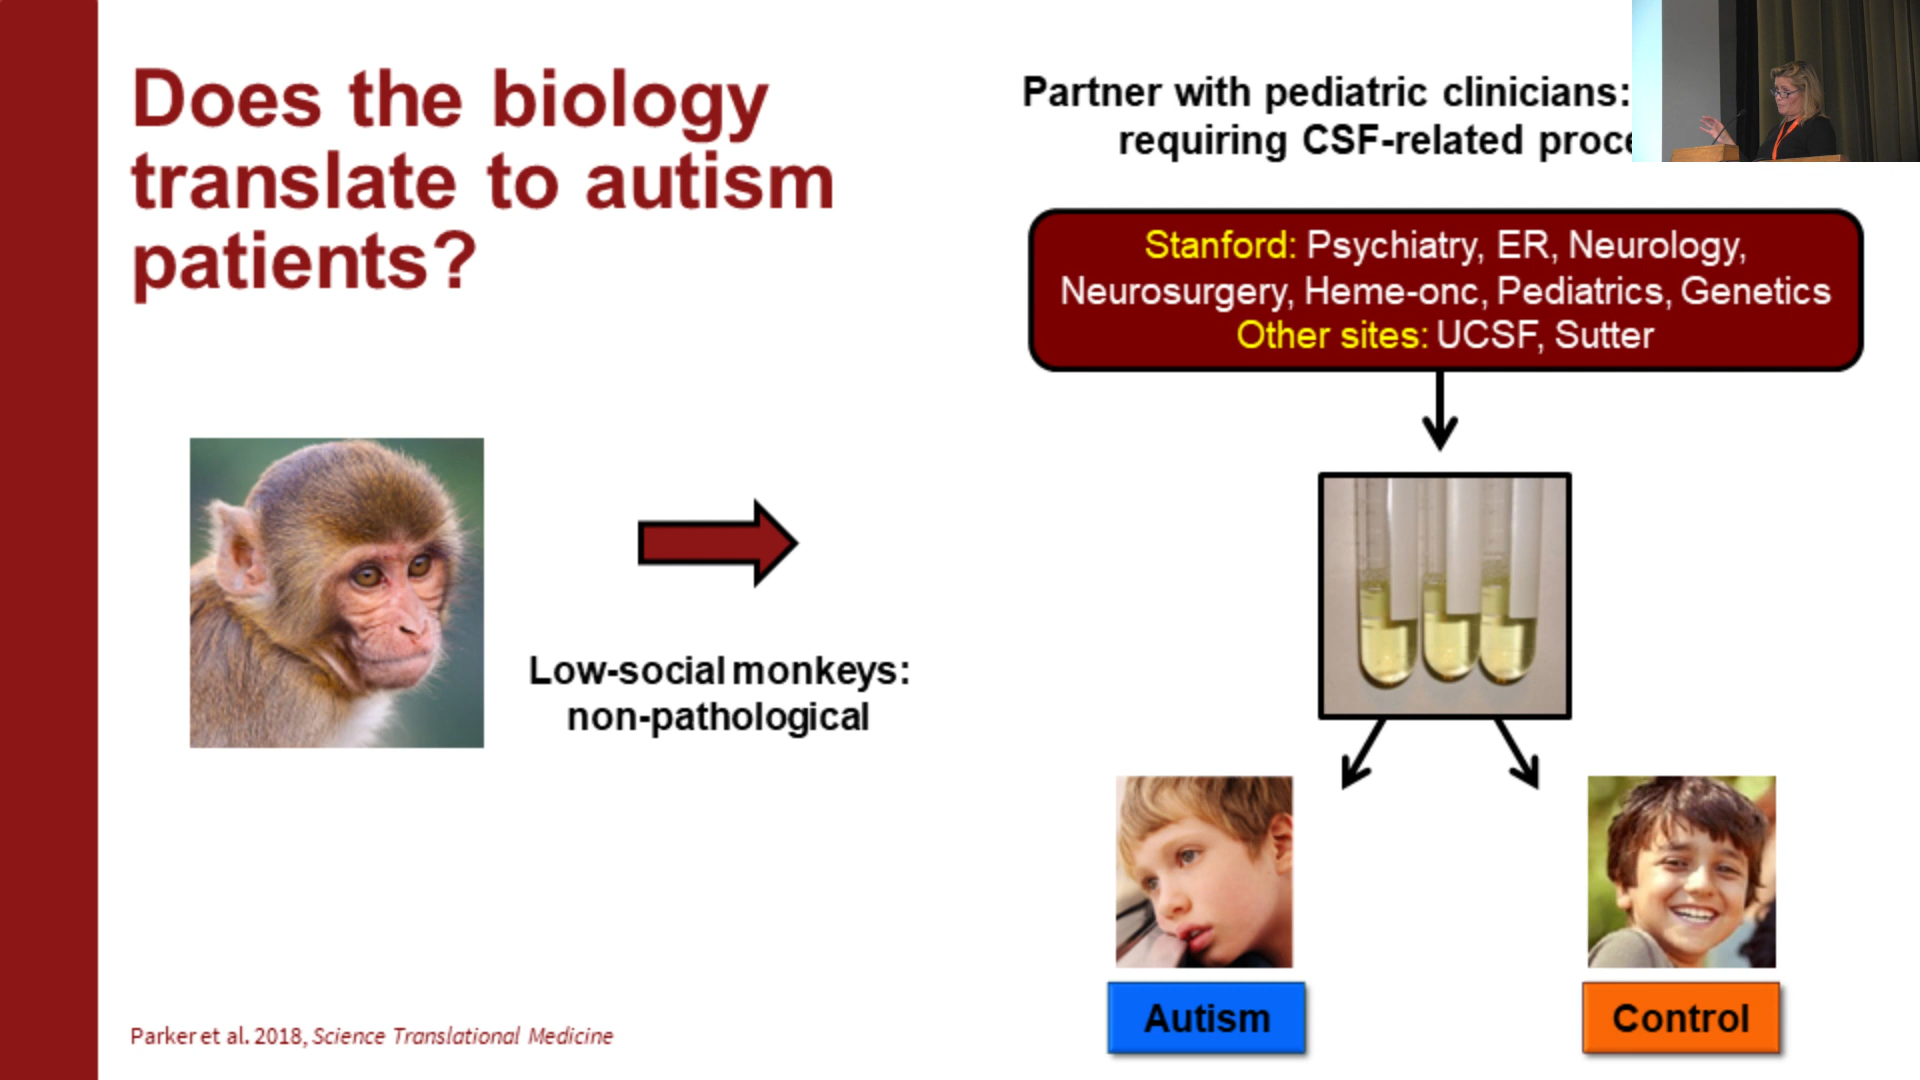 Does the biology
translate to autism
patients?
Partner with pediatric clinicians:
requiring CSF-related
Stanford: Psychiatry, ER, Neurology,
Neurosurgery, Heme-onc, Pediatrics, Genetics
Other sites: UCSF, Sutter
Low-social monkeys:
non-pathological
Autism
Control
Parker et al. 2018, Science Translational Medicine